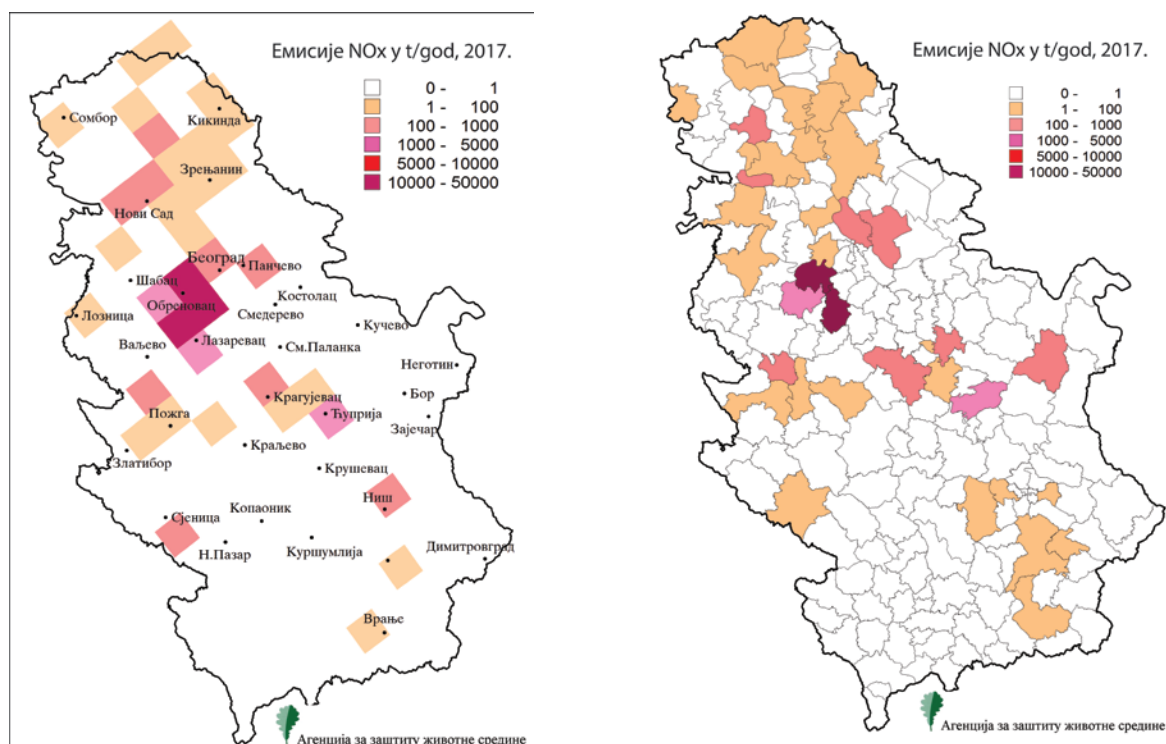 Емисије NOx у t/god, 2017.
0 - 1
1 - 100
100 - 1000
1000 - 5000
5000 - 10000
10000 - 50000
Сомбор
Кикинда
Зрењанин
Нови Сад
Београд
Панчево
Шабац
Костолац
Обреновац
Смедерево
Лозница
Кучево
Лазаревац
Ваљево
См.Паланка
Неготин
Крагујевац
Бор
Пожга
Ћуприја
Зајечар
Краљево
Златибор
Крушевац
Ниш
Копаоник
Сјеница
Н.Пазар
Куршумлија
Димитровград
Врање
Агенција за заштиту животне средине
Емисије NOx у t/god, 2017.
0 - 1
1 - 100
100 - 1000
1000 - 5000
5000 - 10000
10000 - 50000
Агенција за заштиту животне средине